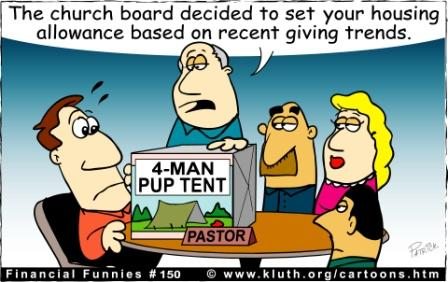 The church board decided to set your housing
allowance based on recent giving trends.
4-MAN
PUP TENT
PASTOR
PATRICK
Financial Funnies #150 © www.kluth.org/cartoons.htm